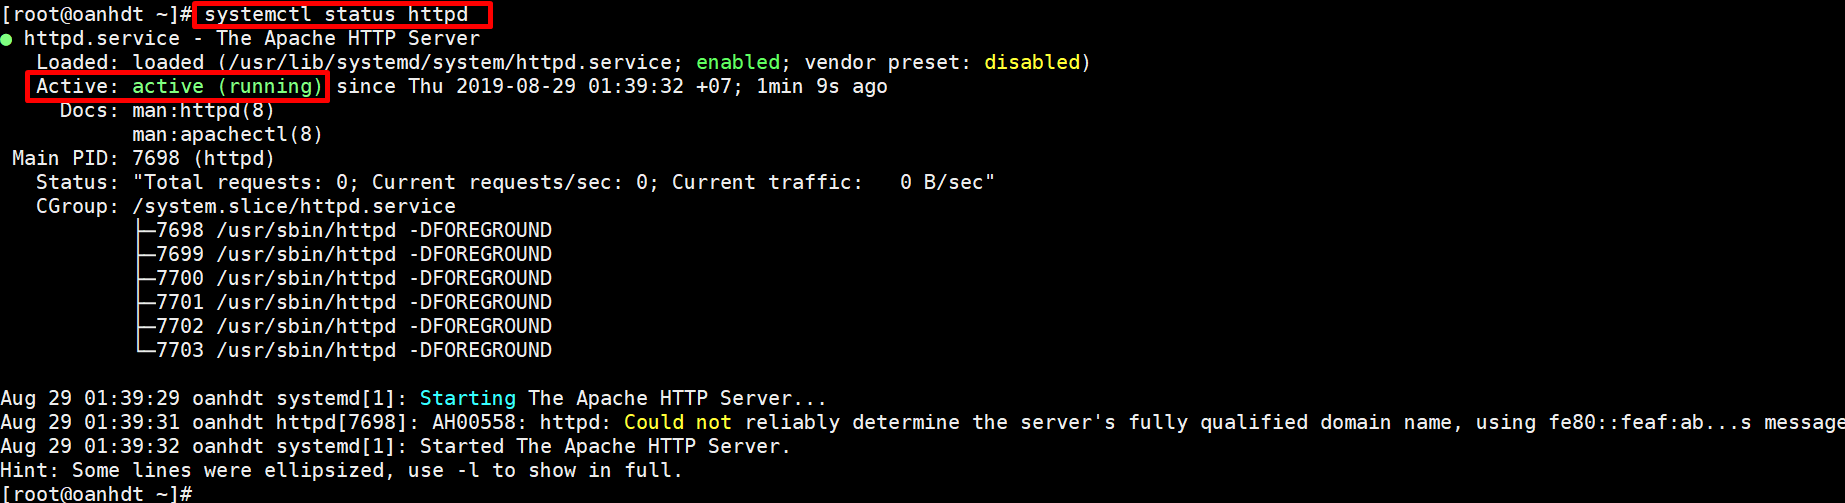 [root@oanhdt ~]# systemctl status httpd
● httpd.service - The Apache HTTP Server
   Loaded: loaded (/usr/lib/systemd/system/httpd.service; enabled; vendor preset: disabled)
   Active: active (running) since Thu 2019-08-29 01:39:32 +07; 1min 9s ago
     Docs: man:httpd(8)
           man:apachectl(8)
 Main PID: 7698 (httpd)
   Status: "Total requests: 0; Current requests/sec: 0; Current traffic:   0 B/sec"
   CGroup: /system.slice/httpd.service
           ├─7698 /usr/sbin/httpd -DFOREGROUND
           ├─7699 /usr/sbin/httpd -DFOREGROUND
           ├─7700 /usr/sbin/httpd -DFOREGROUND
           ├─7701 /usr/sbin/httpd -DFOREGROUND
           ├─7702 /usr/sbin/httpd -DFOREGROUND
           └─7703 /usr/sbin/httpd -DFOREGROUND
Aug 29 01:39:29 oanhdt systemd[1]: Starting The Apache HTTP Server...
Aug 29 01:39:31 oanhdt httpd[7698]: AH00558: httpd: Could not reliably determine the server's fully qualified domain name, using fe80::feaf:ab...s message
Aug 29 01:39:32 oanhdt systemd[1]: Started The Apache HTTP Server.
Hint: Some lines were ellipsized, use -l to show in full.
[root@oanhdt ~]#